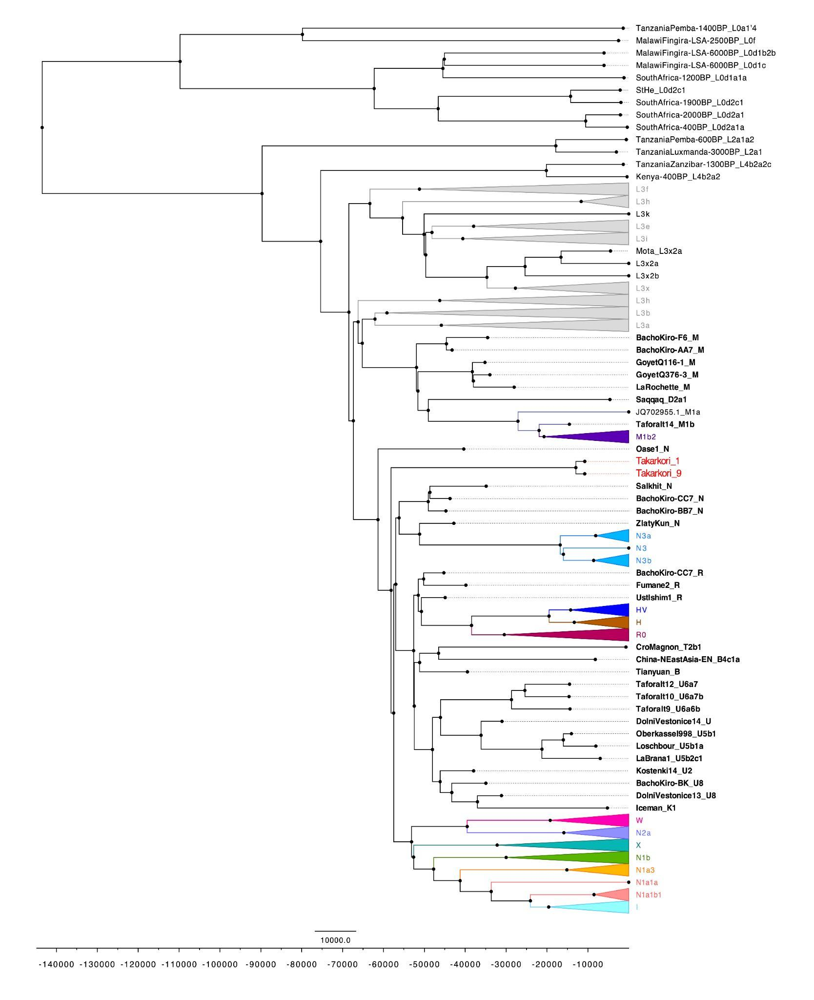 TanzaniaPemba-1400BP_L0a1'4
MalawiFingira-LSA-2500BP_L0f
MalawiFingira-LSA-6000BP_L0d1b2b
MalawiFingira-LSA-6000BP_L0d1c
SouthAfrica-1200BP_L0d1a1a
StHe_L0d2c1
SouthAfrica-1900BP_L0d2c1
SouthAfrica-2000BP_L0d2a1
SouthAfrica-400BP_L0d2a1a
TanzaniaPemba-600BP_L2a1a2
TanzaniaLuxmanda-3000BP_L2a1
TanzaniaZanzibar-1300BP_L4b2a2c
Kenya-400BP_L4b2a2
L3f
L3h
L3k
L3e
L3i
Mota_L3x2a
L3x2a
L3x2b
L3x
L3h
L3b
L3a
BachoKiro-F6_M
BachoKiro-AA7_M
GoyetQ116-1_M
GoyetQ376-3_M
LaRochette_M
Saqqaq_D2a1
JQ702955.1_M1a
Taforalt14_M1b
M1b2
Oase1_N
Takarkori_1
Takarkori_9
Salkhit_N
BachoKiro-CC7_N
BachoKiro-BB7_N
ZlatyKun_N
N3a
N3
N3b
BachoKiro-CC7_R
Fumane2_R
UstIshim1_R
HV
H
R0
CroMagnon_T2b1
China-NEastAsia-EN_B4c1a
Tianyuan_B
Taforalt12_U6a7
Taforalt10_U6a7b
Taforalt9_U6a6b
DolniVestonice14_U
Oberkassel998_U5b1
Loschbour_U5b1a
LaBrana1_U5b2c1
Kostenki14_U2
BachoKiro-BK_U8
DolniVestonice13_U8
Iceman_K1
W
N2a
X
N1b
N1a3
N1a1a
N1a1b1
I
10000.0
-140000 -130000 -120000 -110000 -100000 -90000 -80000 -70000 -60000 -50000 -40000 -30000 -20000 -10000